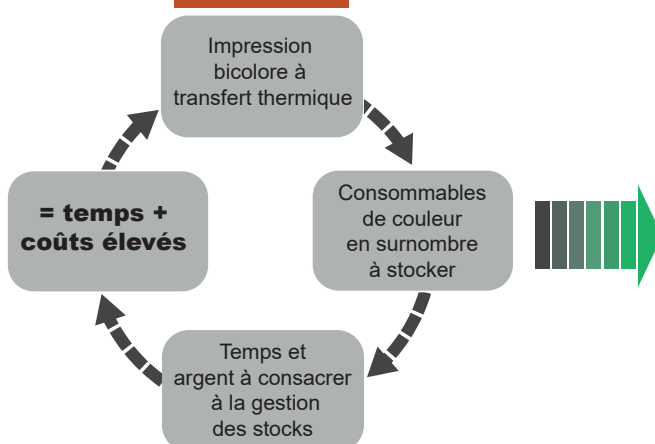 Impression
bicolore à
transfert thermique
Consommables
de couleur
en surnombre
à stocker
Temps et
argent à consacrer
à la gestion
des stocks
= temps +
coûts élevés